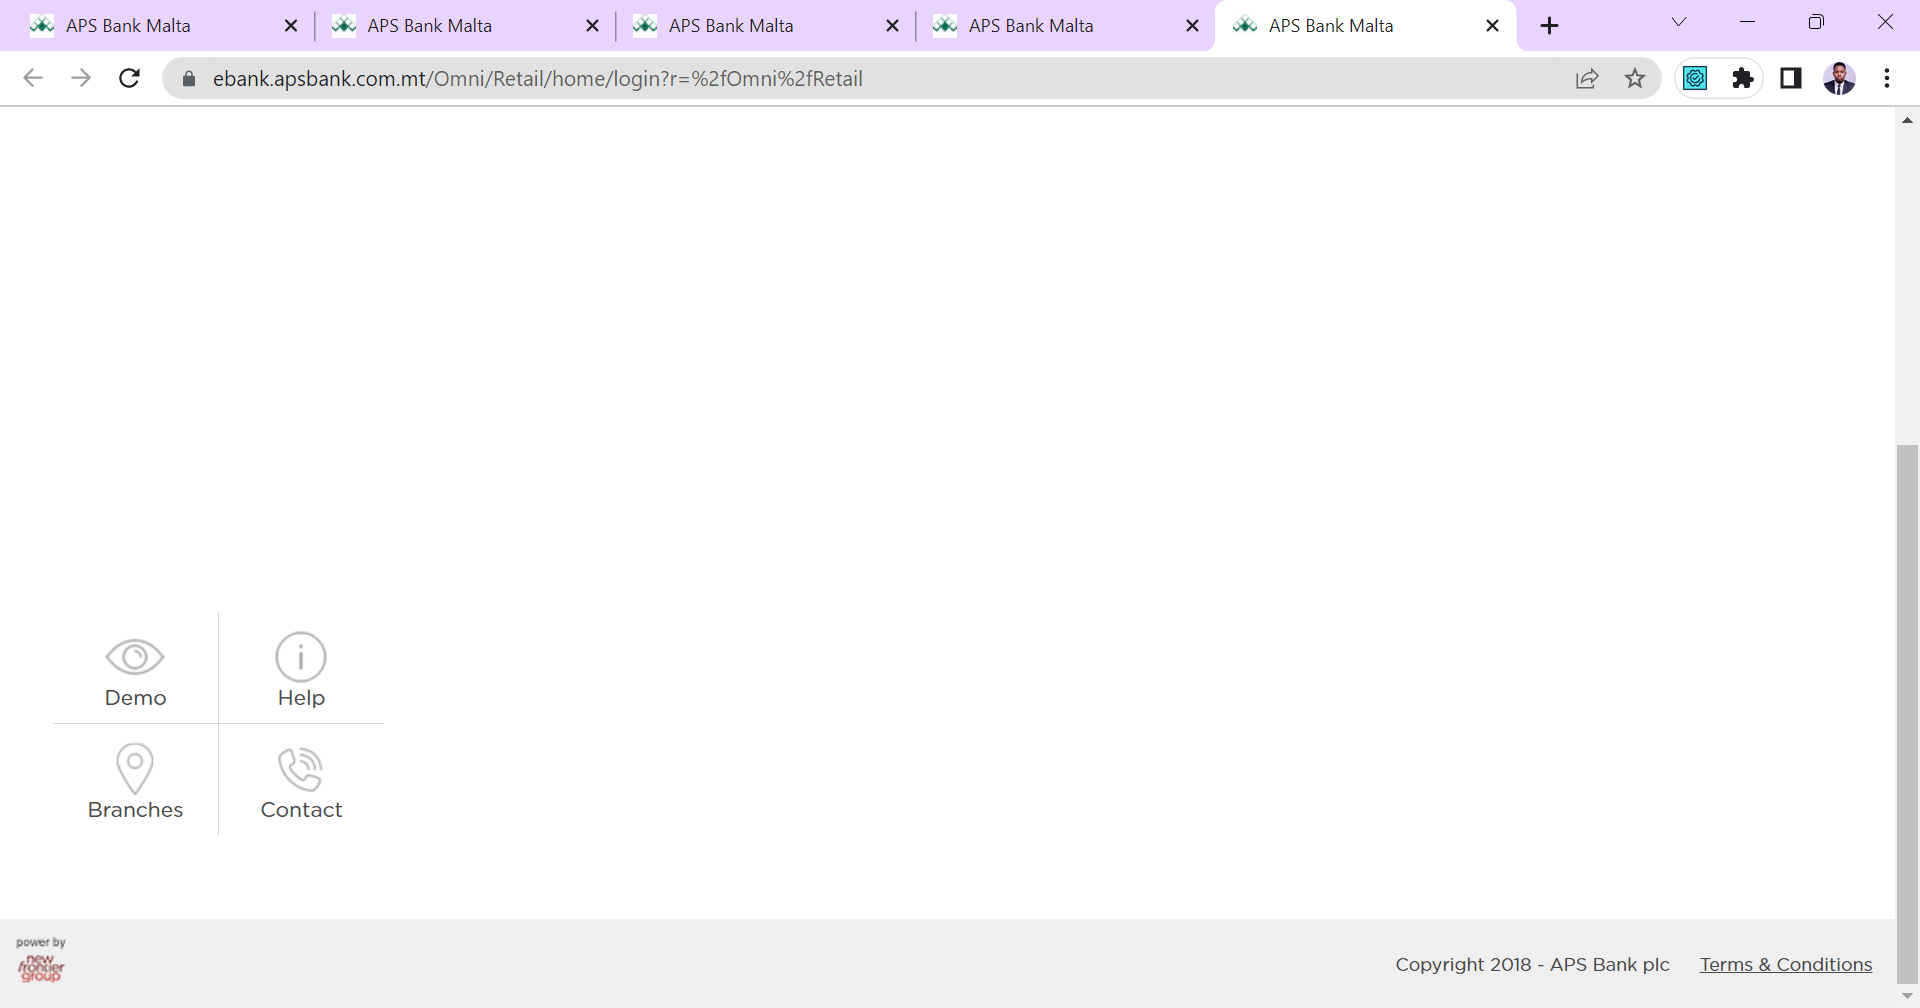 APS Bank Malta
APS Bank Malta
APS Bank Malta
APS Bank Malta
APS Bank Malta
ebank.apsbank.com.mt/Omni/Retail/home/login?r=%2fOmni%2fRetail
Demo
Help
Branches
Contact
power by
new
frontier
group
Copyright 2018 - APS Bank plc
Terms & Conditions